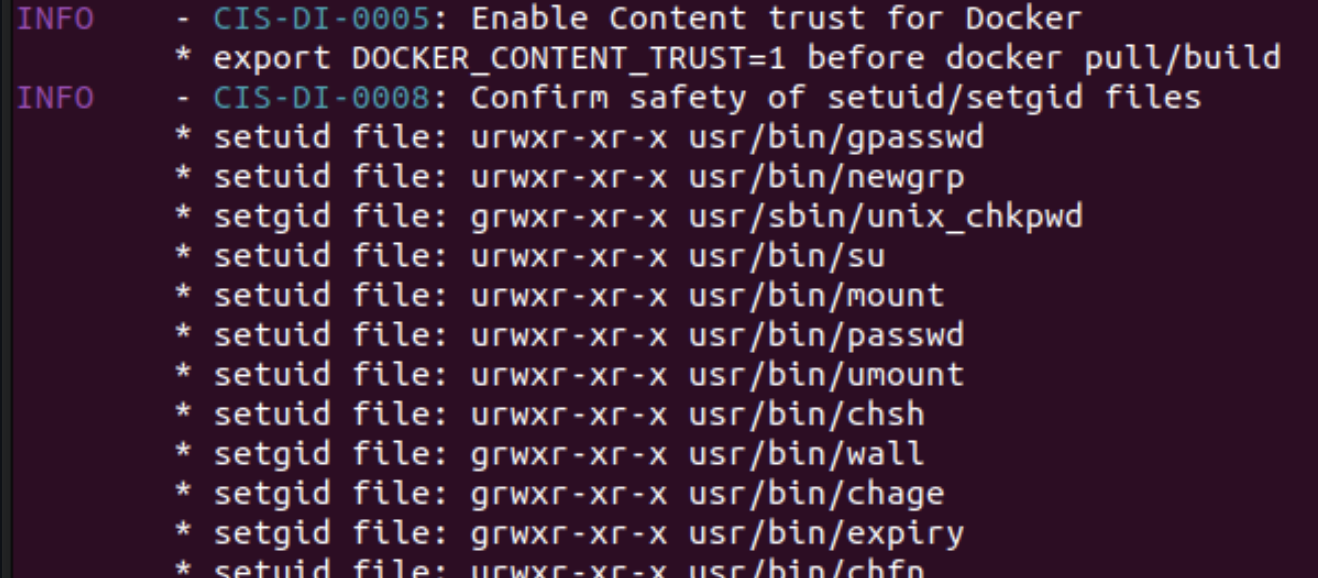 INFO - CIS-DI-0005: Enable Content trust for Docker
* export DOCKER_CONTENT_TRUST=1 before docker pull/build
INFO - CIS-DI-0008: Confirm safety of setuid/setgid files
* setuid file: urwxr-xr-x usr/bin/gpasswd
* setuid file: urwxr-xr-x usr/bin/newgrp
* setgid file: grwxr-xr-x usr/sbin/unix_chkpwd
* setuid file: urwxr-xr-x usr/bin/su
* setuid file: urwxr-xr-x usr/bin/mount
* setuid file: urwxr-xr-x usr/bin/passwd
* setuid file: urwxr-xr-x usr/bin/umount
* setuid file: urwxr-xr-x usr/bin/chsh
* setgid file: grwxr-xr-x usr/bin/wall
* setgid file: grwxr-xr-x usr/bin/chage
* setgid file: grwxr-xr-x usr/bin/expiry
* setuid file: urwxr-xr-x usr/bin/chfn